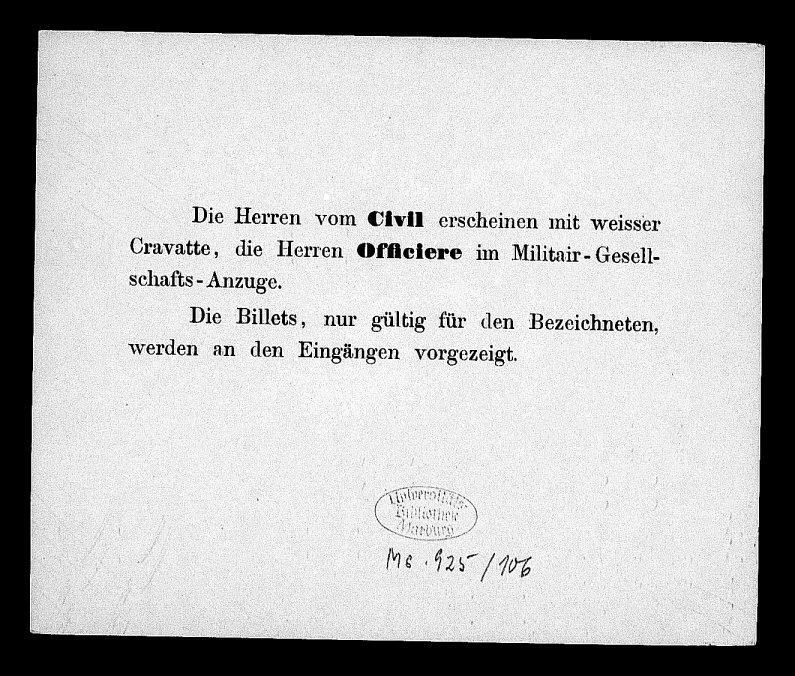 Die Herren vom Civil erscheinen mit weisser
Cravatte, die Herren Officiere im Militair-Gesell-
schafts-Anzuge.
Die Billets, nur gültig für den Bezeichneten,
werden an den Eingängen vorgezeigt.
Universitäts-
Bibliothek
Marburg
Ms. 925/106